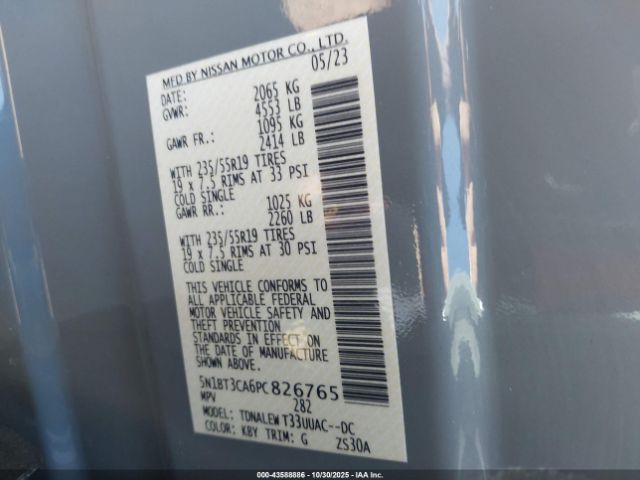 MFD BY NISSAN MOTOR CO., LTD.
DATE: 05/23
GVWR: 2065 KG
4553 LB
GAWR FR.: 1095 KG
2414 LB
WITH 235/55R19 TIRES
19 x 7.5 RIMS AT 33 PSI
COLD SINGLE
GAWR RR.: 1025 KG
2260 LB
WITH 235/55R19 TIRES
19 x 7.5 RIMS AT 30 PSI
COLD SINGLE
THIS VEHICLE CONFORMS TO
ALL APPLICABLE FEDERAL
MOTOR VEHICLE SAFETY AND
THEFT PREVENTION
STANDARDS IN EFFECT ON
THE DATE OF MANUFACTURE
SHOWN ABOVE.
5N1BT3CA6PC826765
MPV 282
MODEL: TDNALEW T33UUAC--DC
COLOR: KBY TRIM: G ZS30A
000-43588886 - 10/30/2025 - IAA Inc.